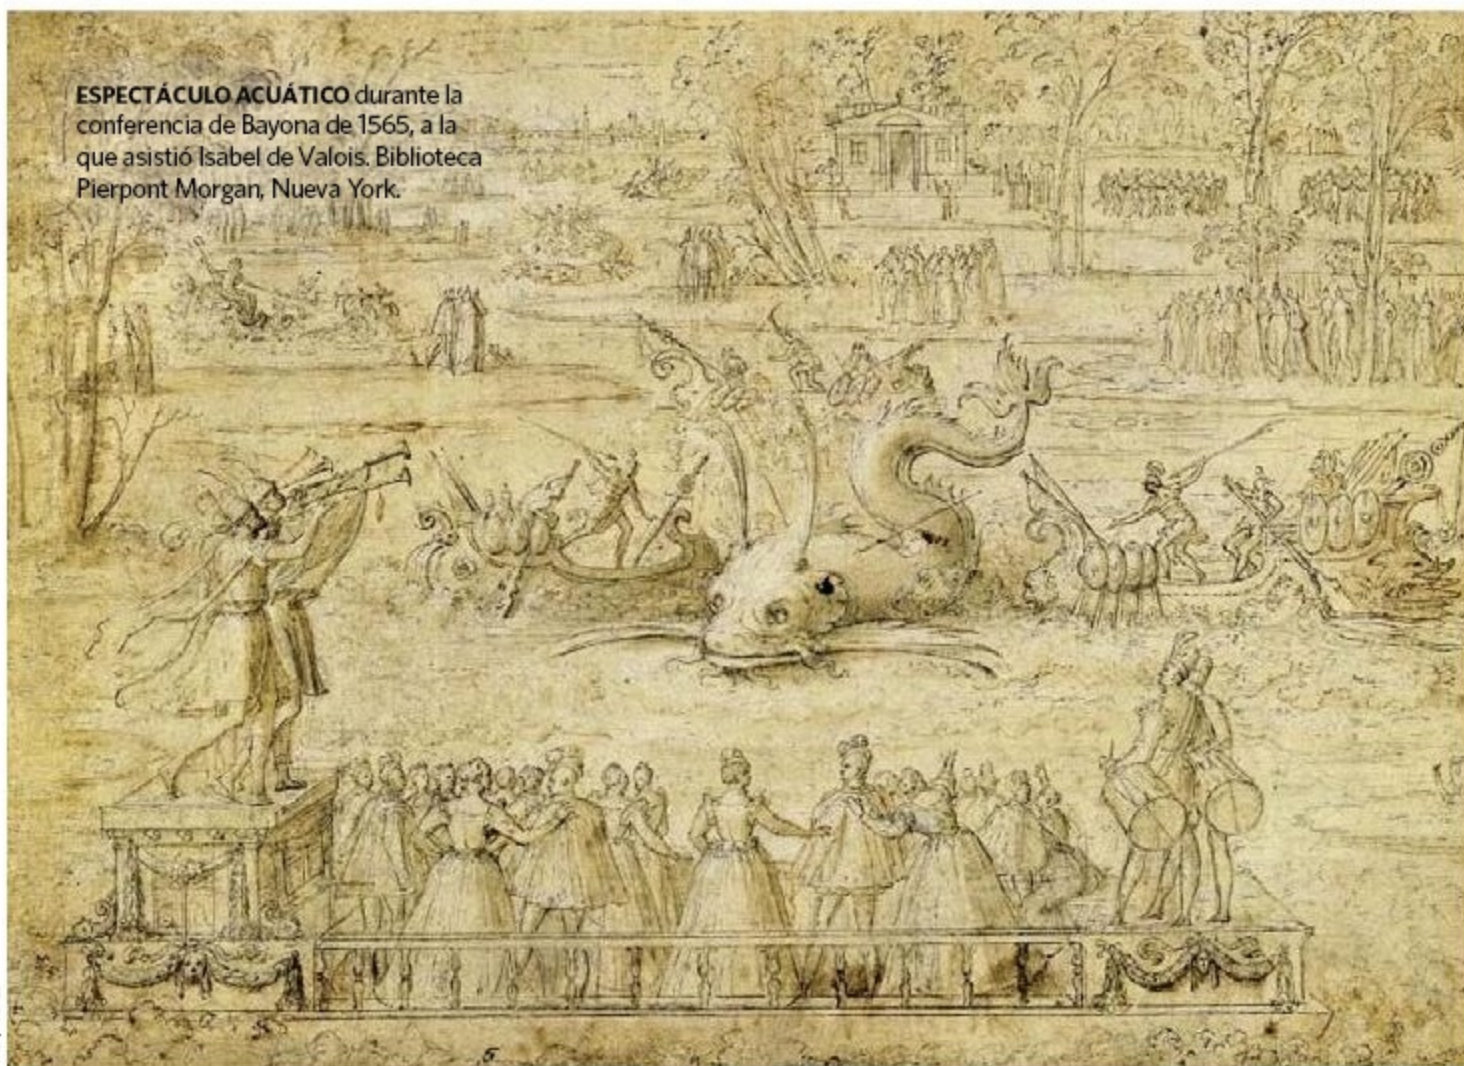 ESPECTÁCULO ACUÁTICO durante la
conferencia de Bayona de 1565, a la
que asistió Isabel de Valois. Biblioteca
Pierpont Morgan, Nueva York.
6